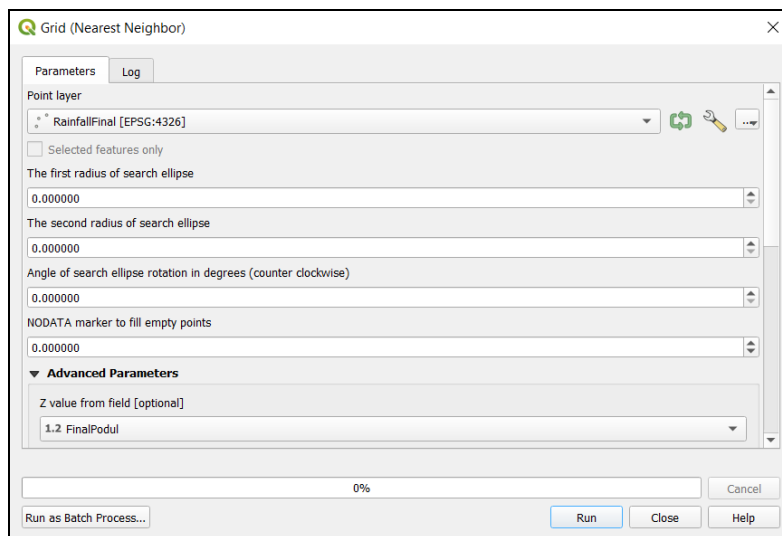 Grid (Nearest Neighbor)
Parameters Log
Point layer
RainfallFinal [EPSG:4326]
Selected features only
The first radius of search ellipse
0.000000
The second radius of search ellipse
0.000000
Angle of search ellipse rotation in degrees (counter clockwise)
0.000000
NODATA marker to fill empty points
0.000000
Advanced Parameters
Z value from field [optional]
1.2 FinalPodul
0%
Cancel
Run as Batch Process... Run Close Help